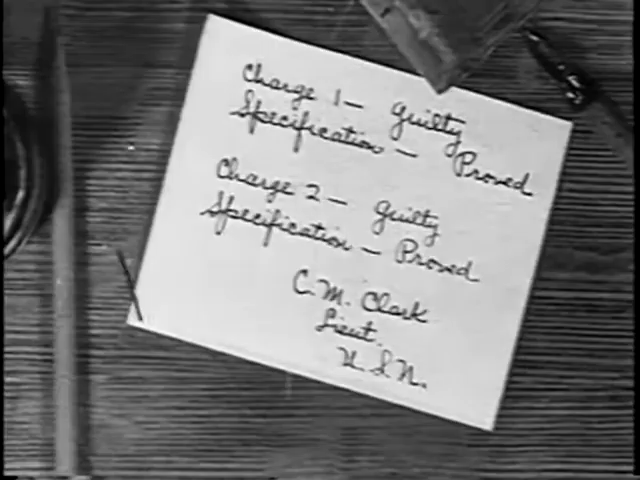 Charge 1 — Guilty
Specification — Proved
Charge 2 — Guilty
Specification — Proved
C. M. Clark
Lieut.
U. S. N.